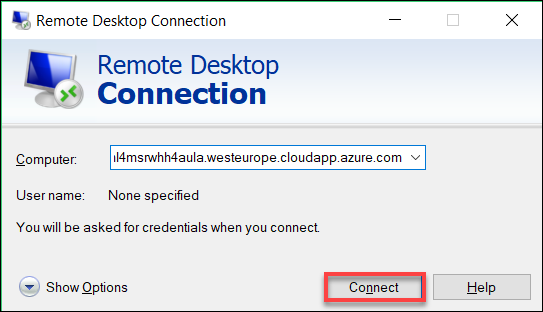 Remote Desktop Connection
Remote Desktop
Connection
Computer:
l4msrwhh4aula.westeurope.cloudapp.azure.com
User name: None specified
You will be asked for credentials when you connect.
Show Options
Connect
Help